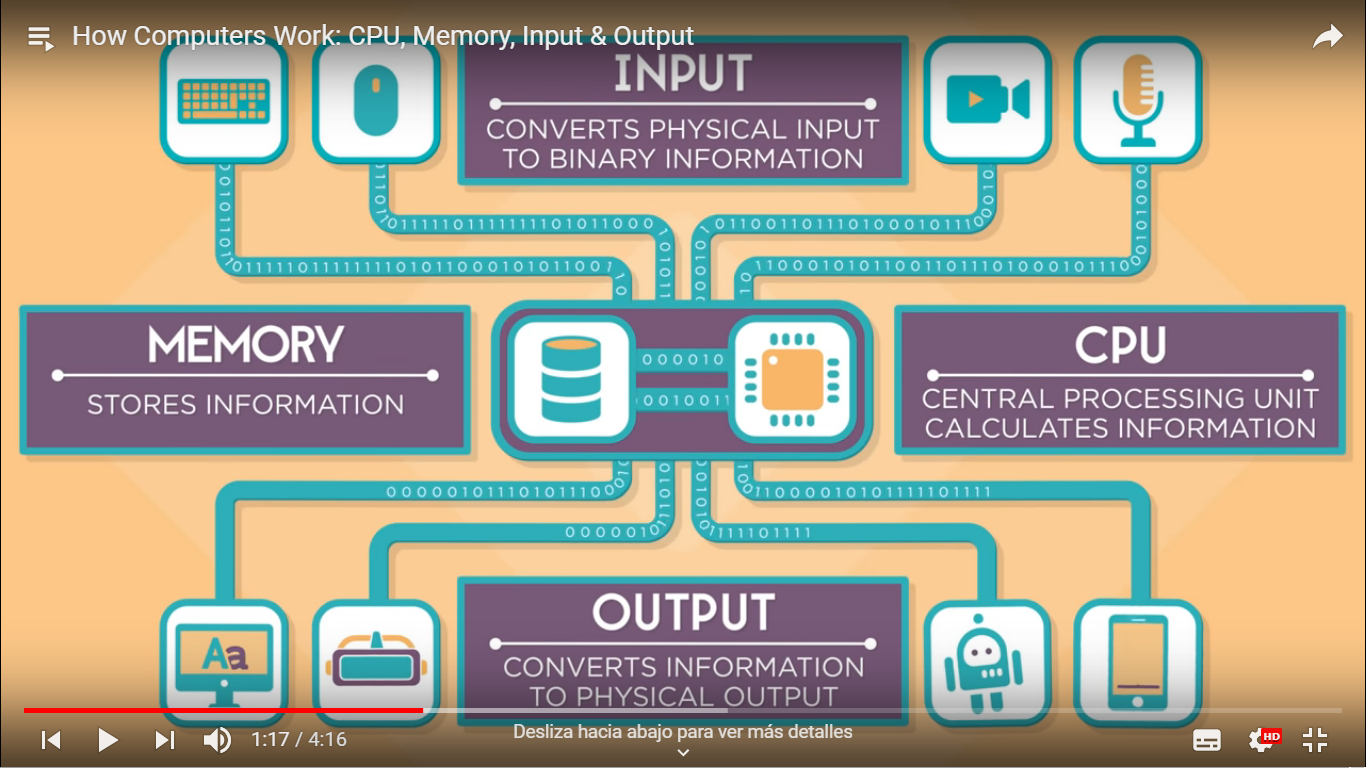 How Computers Work: CPU, Memory, Input & Output
INPUT
CONVERTS PHYSICAL INPUT
TO BINARY INFORMATION
MEMORY
STORES INFORMATION
000010
0010011
CPU
CENTRAL PROCESSING UNIT
CALCULATES INFORMATION
OUTPUT
CONVERTS INFORMATION
TO PHYSICAL OUTPUT
Aa
1:17 / 4:16
Desliza hacia abajo para ver más detalles
HD